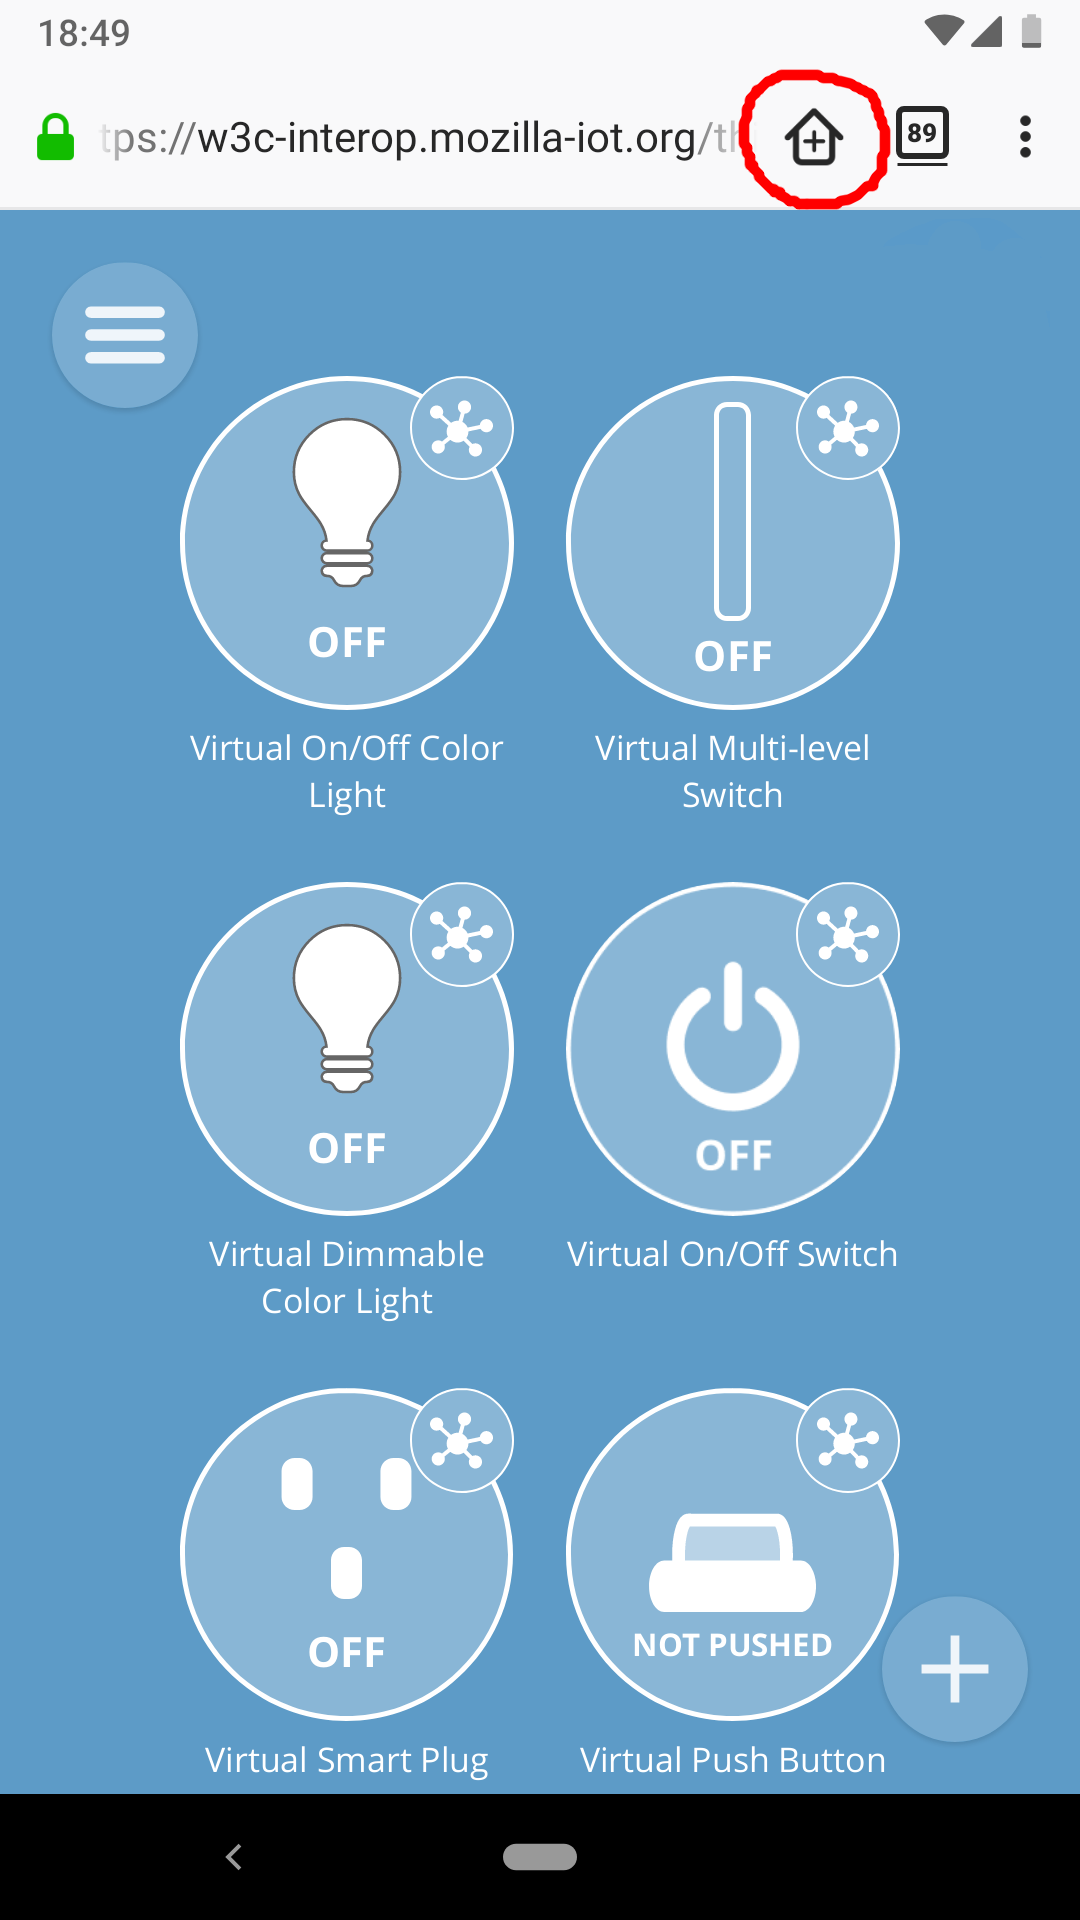 18:49
tps://w3c-interop.mozilla-iot.org/th
89
OFF
OFF
Virtual On/Off Color
Light
Virtual Multi-level
Switch
OFF
OFF
Virtual Dimmable
Color Light
Virtual On/Off Switch
OFF
NOT PUSHED
Virtual Smart Plug
Virtual Push Button